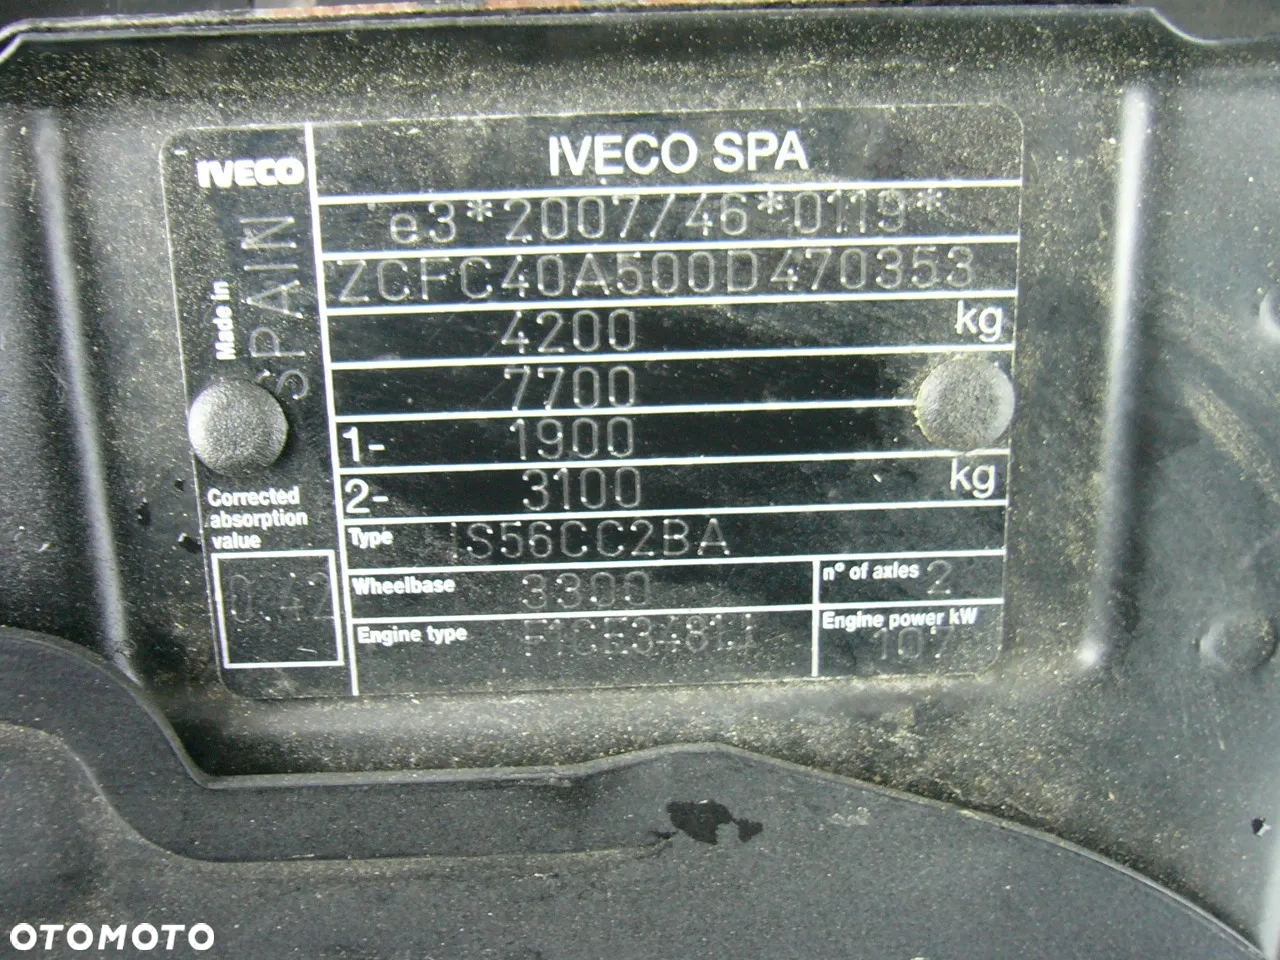 IVECO
IVECO SPA
Made in SPAIN
e3*2007/46*0119*
ZCFC40A500D470353
4200 kg
7700
1- 1900
2- 3100 kg
Corrected
absorption
value
0.42
Type IS56CC2BA
Wheelbase 3300
n° of axles 2
Engine type
Engine power kW
107
OTOMOTO